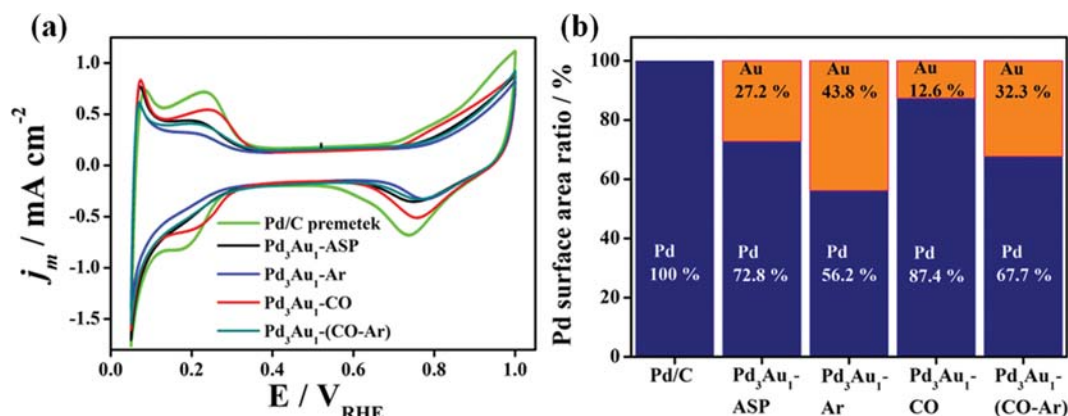 (a)
1.0
0.5
0.0
-0.5
-1.0
-1.5
j_m / mA cm⁻²
Pd/C premetek
Pd₃Au₁-ASP
Pd₃Au₁-Ar
Pd₃Au₁-CO
Pd₃Au₁-(CO-Ar)
0.0 0.2 0.4 0.6 0.8 1.0
E / V_RHE
(b)
Pd surface area ratio / %
100
80
60
40
20
0
Au
27.2 %
Au
43.8 %
Au
12.6 %
Au
32.3 %
Pd
100 %
Pd
72.8 %
Pd
56.2 %
Pd
87.4 %
Pd
67.7 %
Pd/C
Pd₃Au₁-
ASP
Pd₃Au₁-
Ar
Pd₃Au₁-
CO
Pd₃Au₁-
(CO-Ar)